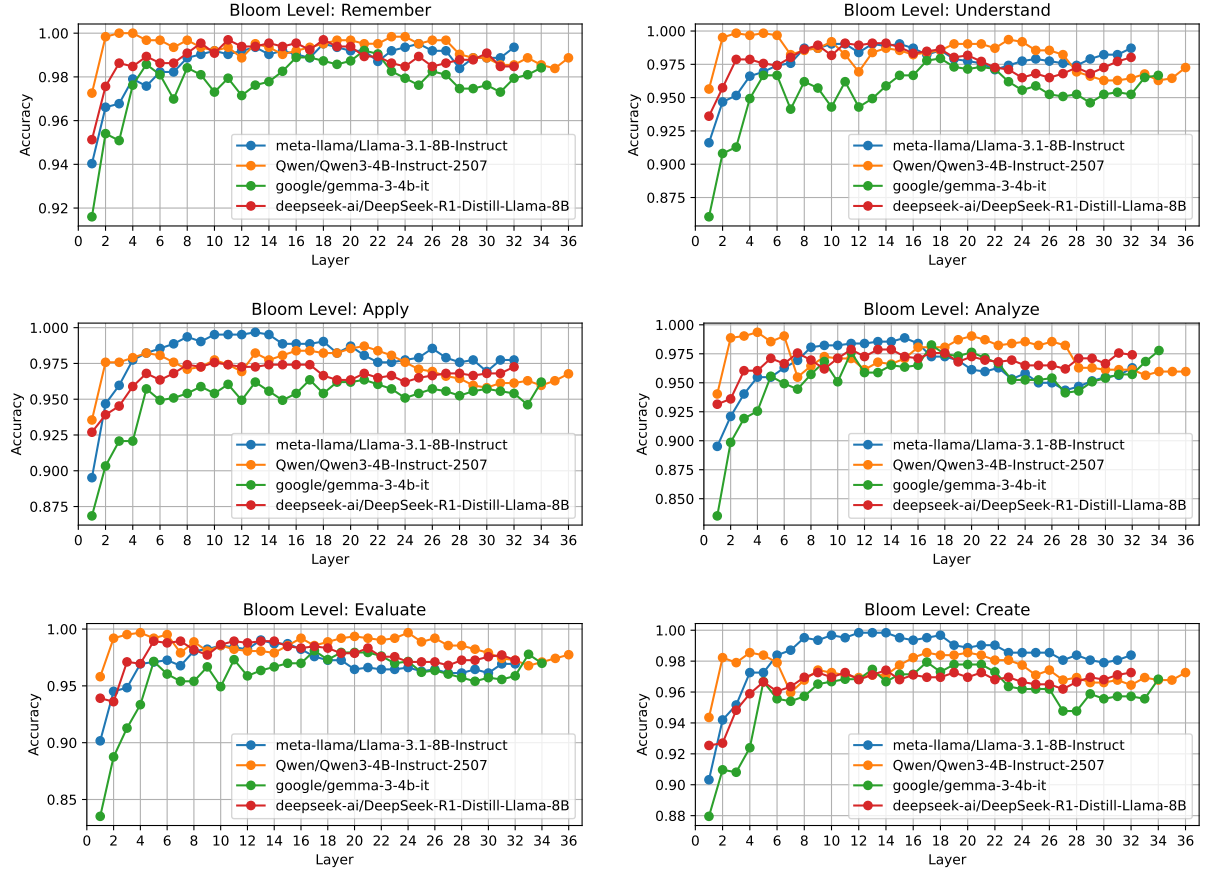 Bloom Level: Remember
1.00
0.98
0.96
0.94
0.92
Accuracy
meta-llama/Llama-3.1-8B-Instruct
Qwen/Qwen3-4B-Instruct-2507
google/gemma-3-4b-it
deepseek-ai/DeepSeek-R1-Distill-Llama-8B
0 2 4 6 8 10 12 14 16 18 20 22 24 26 28 30 32 34 36
Layer
Bloom Level: Understand
1.000
0.975
0.950
0.925
0.900
0.875
Accuracy
meta-llama/Llama-3.1-8B-Instruct
Qwen/Qwen3-4B-Instruct-2507
google/gemma-3-4b-it
deepseek-ai/DeepSeek-R1-Distill-Llama-8B
0 2 4 6 8 10 12 14 16 18 20 22 24 26 28 30 32 34 36
Layer
Bloom Level: Apply
1.000
0.975
0.950
0.925
0.900
0.875
Accuracy
meta-llama/Llama-3.1-8B-Instruct
Qwen/Qwen3-4B-Instruct-2507
google/gemma-3-4b-it
deepseek-ai/DeepSeek-R1-Distill-Llama-8B
0 2 4 6 8 10 12 14 16 18 20 22 24 26 28 30 32 34 36
Layer
Bloom Level: Analyze
1.000
0.975
0.950
0.925
0.900
0.875
0.850
Accuracy
meta-llama/Llama-3.1-8B-Instruct
Qwen/Qwen3-4B-Instruct-2507
google/gemma-3-4b-it
deepseek-ai/DeepSeek-R1-Distill-Llama-8B
0 2 4 6 8 10 12 14 16 18 20 22 24 26 28 30 32 34 36
Layer
Bloom Level: Evaluate
1.00
0.95
0.90
0.85
Accuracy
meta-llama/Llama-3.1-8B-Instruct
Qwen/Qwen3-4B-Instruct-2507
google/gemma-3-4b-it
deepseek-ai/DeepSeek-R1-Distill-Llama-8B
0 2 4 6 8 10 12 14 16 18 20 22 24 26 28 30 32 34 36
Layer
Bloom Level: Create
1.00
0.98
0.96
0.94
0.92
0.90
0.88
Accuracy
meta-llama/Llama-3.1-8B-Instruct
Qwen/Qwen3-4B-Instruct-2507
google/gemma-3-4b-it
deepseek-ai/DeepSeek-R1-Distill-Llama-8B
0 2 4 6 8 10 12 14 16 18 20 22 24 26 28 30 32 34 36
Layer